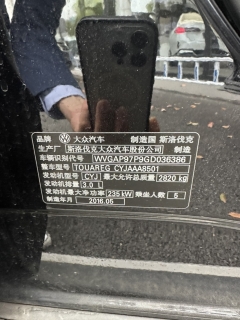 品牌 大众汽车 制造国 斯洛伐克
生产厂 斯洛伐克大众汽车股份公司 制造
车辆识别代号 WVGAP97P9GD036386
整车型号 TOUAREG CYJAAA8501
发动机型号 CYJ 最大允许总质量 2820 kg
发动机排量 3.0 L
发动机最大净功率 235 kW 乘坐人数 5
制造年月 2016.05